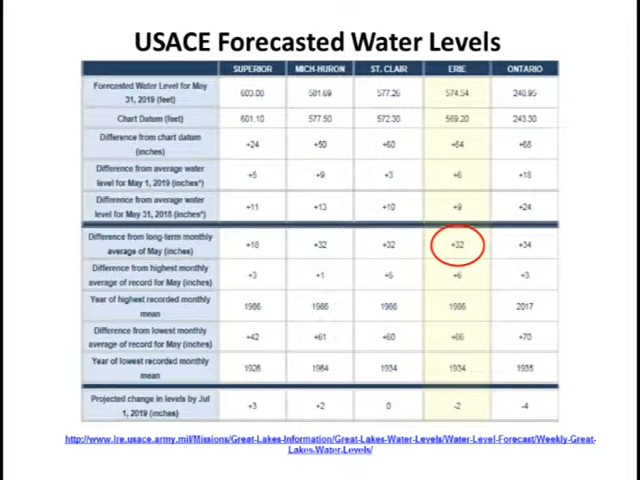 USACE Forecasted Water Levels
SUPERIOR MICH-HURON ST. CLAIR ERIE ONTARIO
Forecasted Water Level for May
31, 2019 (feet) 603.00 581.69 577.26 574.54 248.95
Chart Datum (feet) 601.10 577.50 572.30 569.20 243.30
Difference from chart datum
(inches) +24 +50 +60 +64 +68
Difference from average water
level for May 1, 2019 (inches*) +5 +9 +3 +6 +18
Difference from average water
level for May 31, 2018 (inches*) +11 +13 +10 +9 +24
Difference from long-term monthly
average of May (inches) +18 +32 +32 +32 +34
Difference from highest monthly
average of record for May (inches) +3 +1 +5 +6 +3
Year of highest recorded monthly
mean 1986 1986 1986 1986 2017
Difference from lowest monthly
average of record for May (inches) +42 +61 +60 +66 +70
Year of lowest recorded monthly
mean 1926 1964 1934 1934 1935
Projected change in levels by Jul
1, 2019 (inches) +3 +2 0 -2 -4
http://www.lre.usace.army.mil/Missions/Great-Lakes-Information/Great-Lakes-Water-Levels/Water-Level-Forecast/Weekly-Great-
Lakes-Water-Levels/